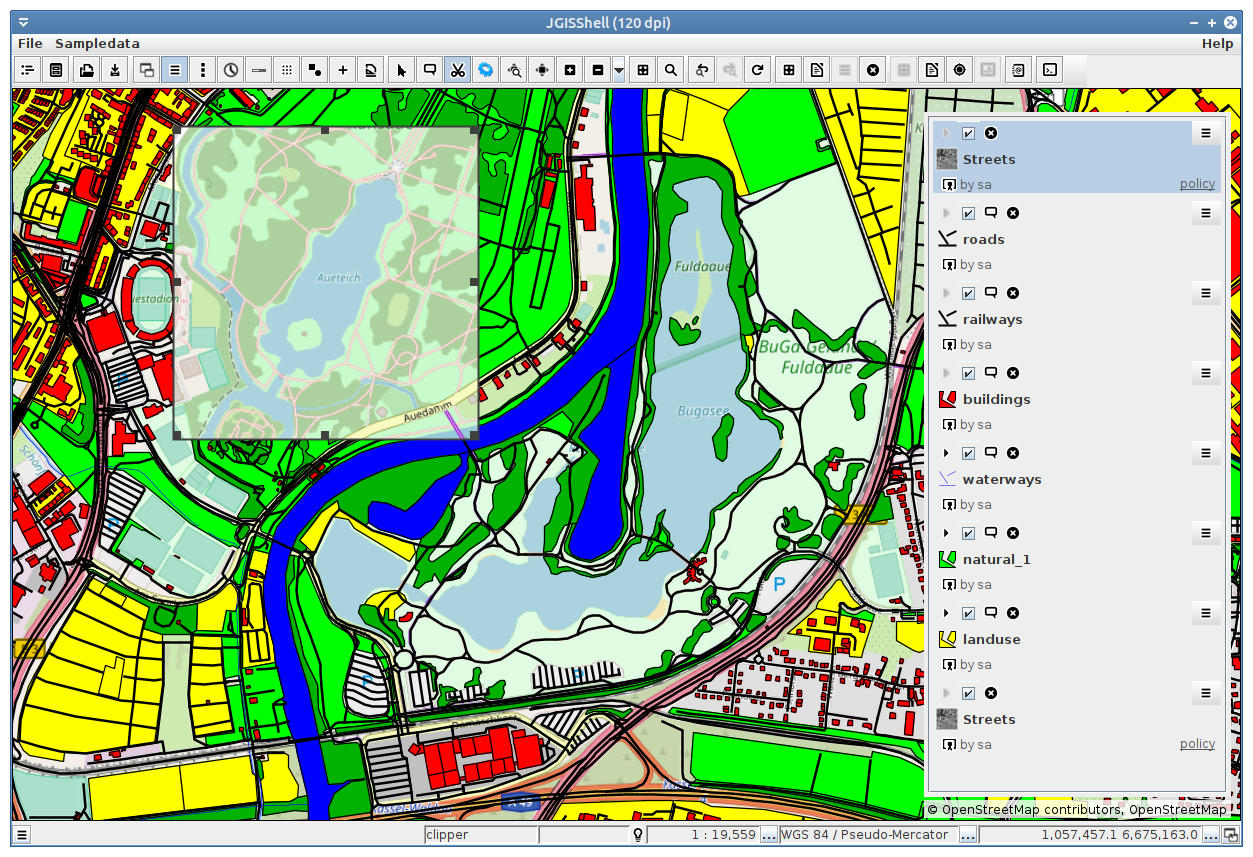 JGISShell (120 dpi)
File Sampledata Help
Streets
by sa policy
roads
by sa
railways
by sa
buildings
by sa
waterways
by sa
natural_1
by sa
landuse
by sa
Streets
by sa policy
Fuldaaue
Aueteich
BuGa
Fuldaaue
Bugasee
Auedamm
P
© OpenStreetMap contributors, OpenStreetMap
clipper 1 : 19,559 ... WGS 84 / Pseudo-Mercator ... 1,057,457.1 6,675,163.0 ...